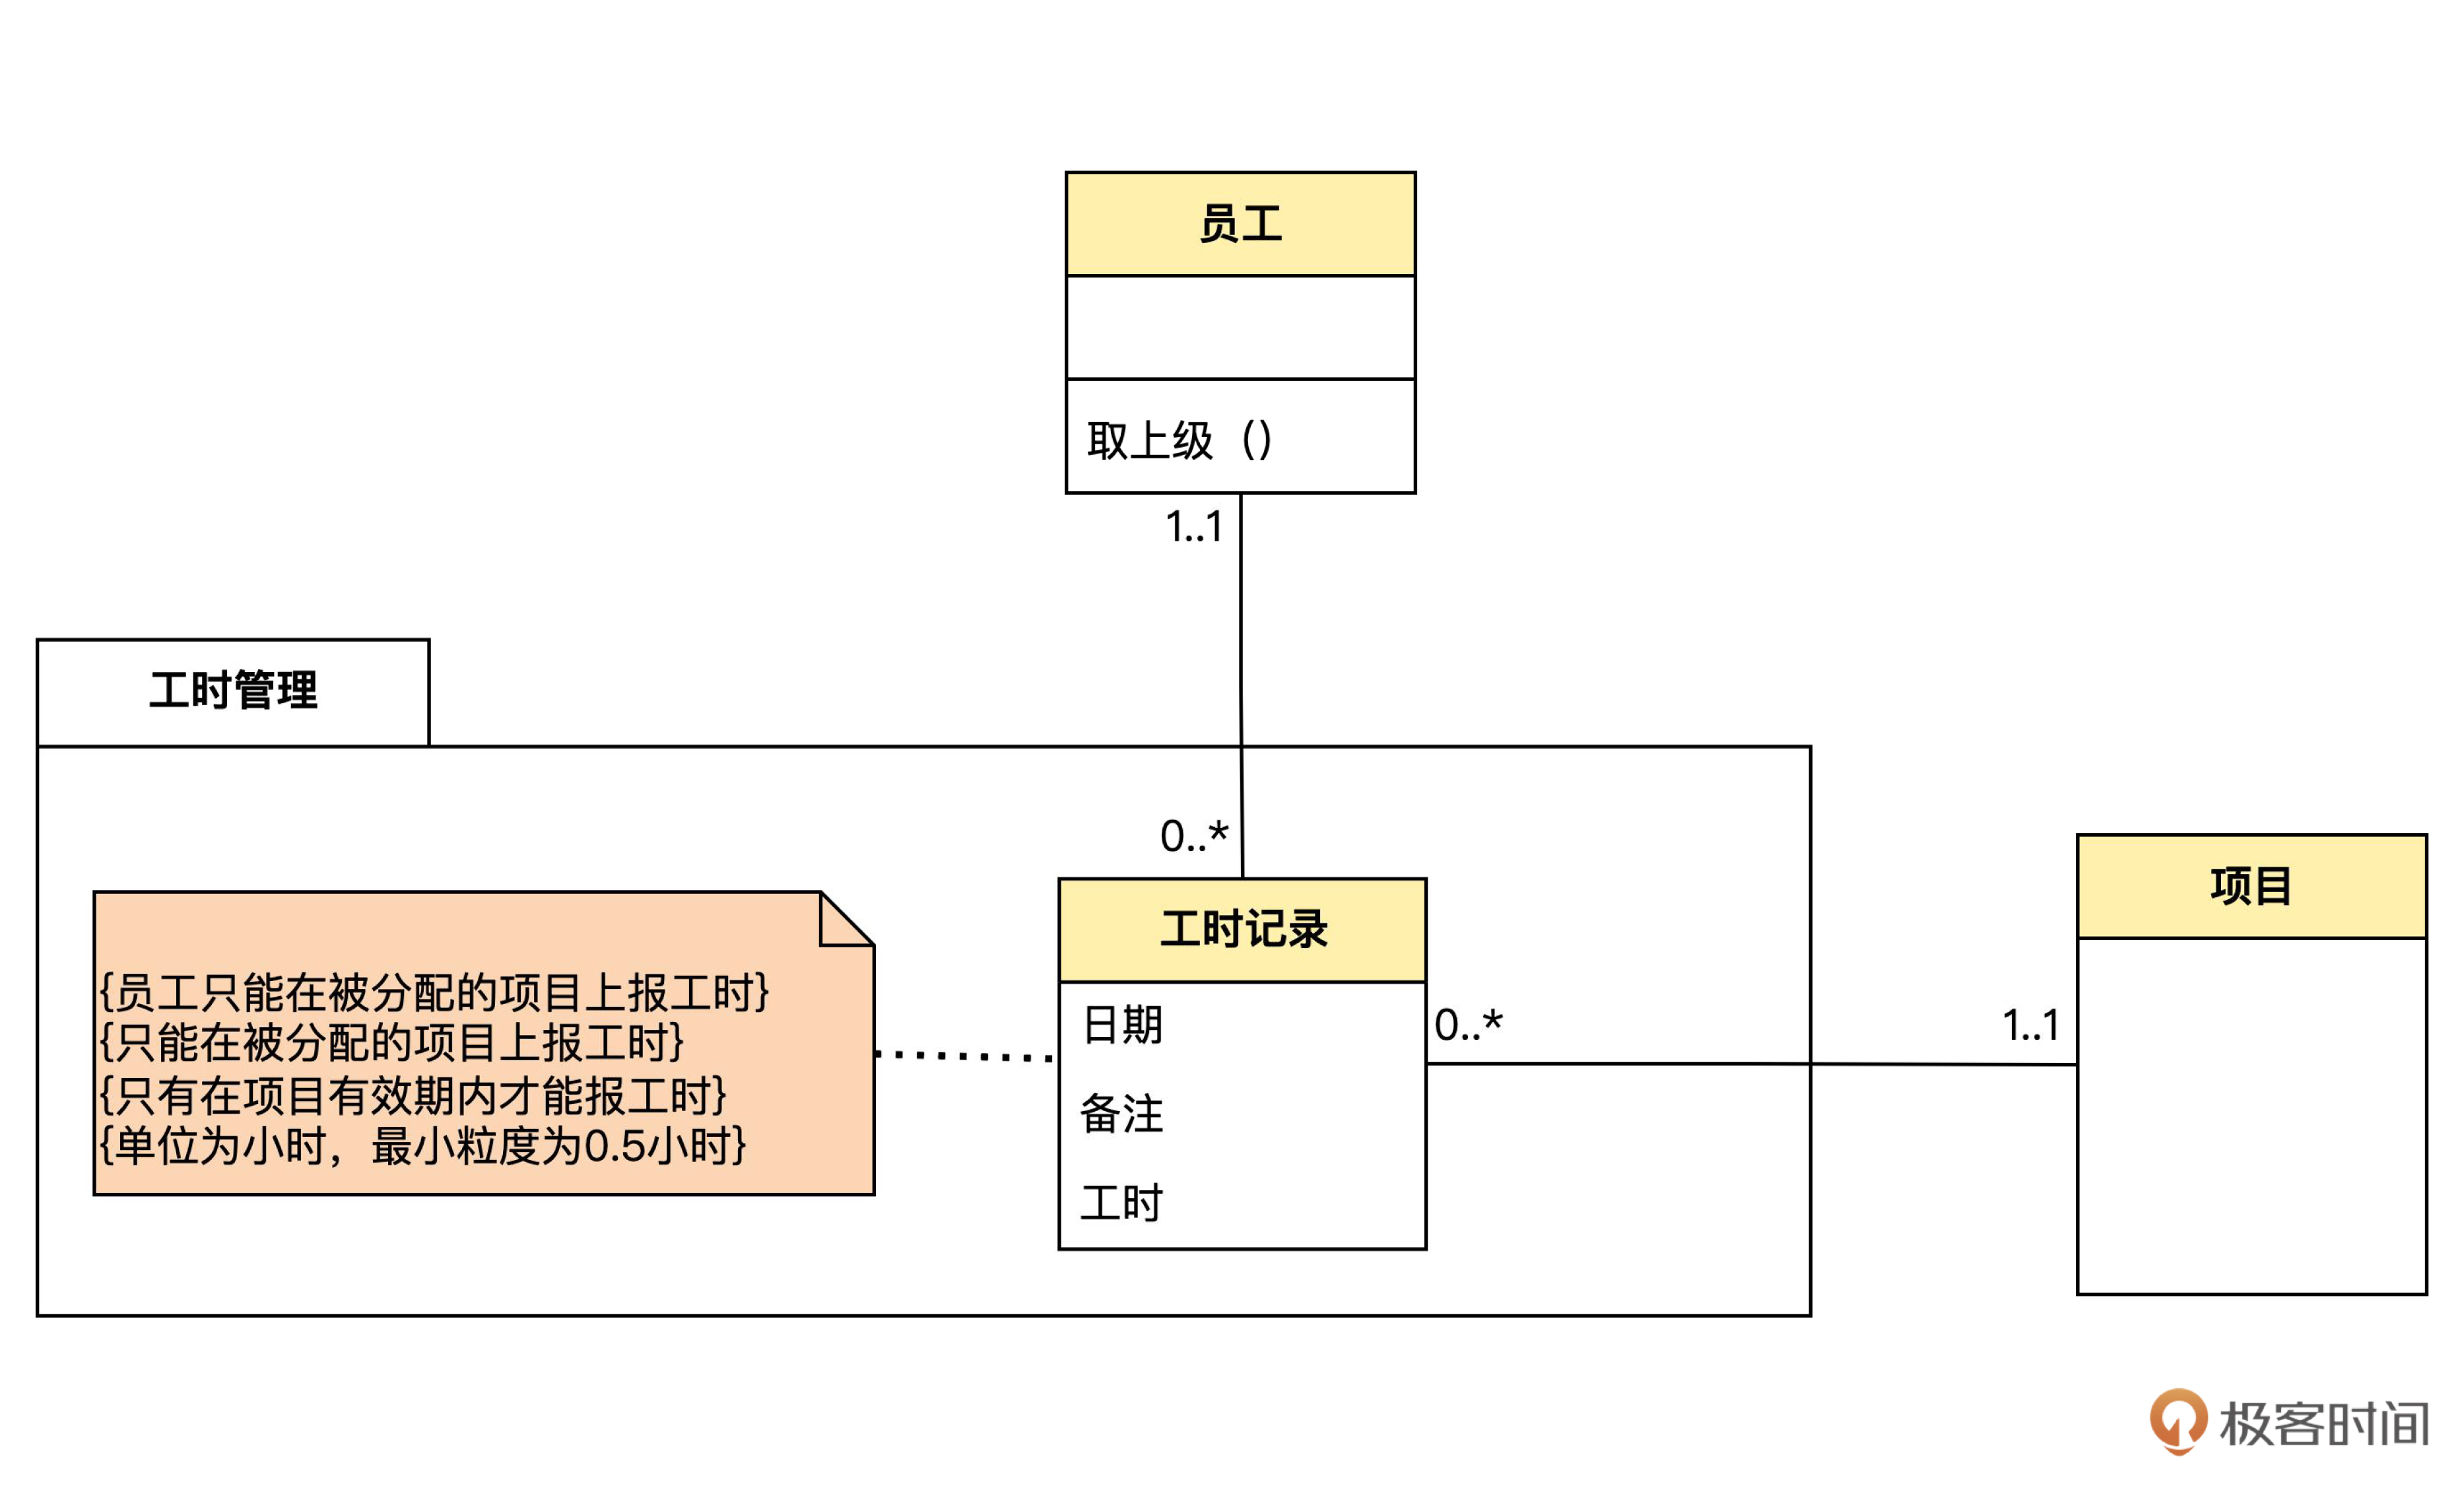 员工
取上级（）
1..1
工时管理
0..*
工时记录
日期
备注
工时
{员工只能在被分配的项目上报工时}
{只能在被分配的项目上报工时}
{只有在项目有效期内才能报工时}
{单位为小时，最小粒度为0.5小时}
0..*
1..1
项目
极客时间